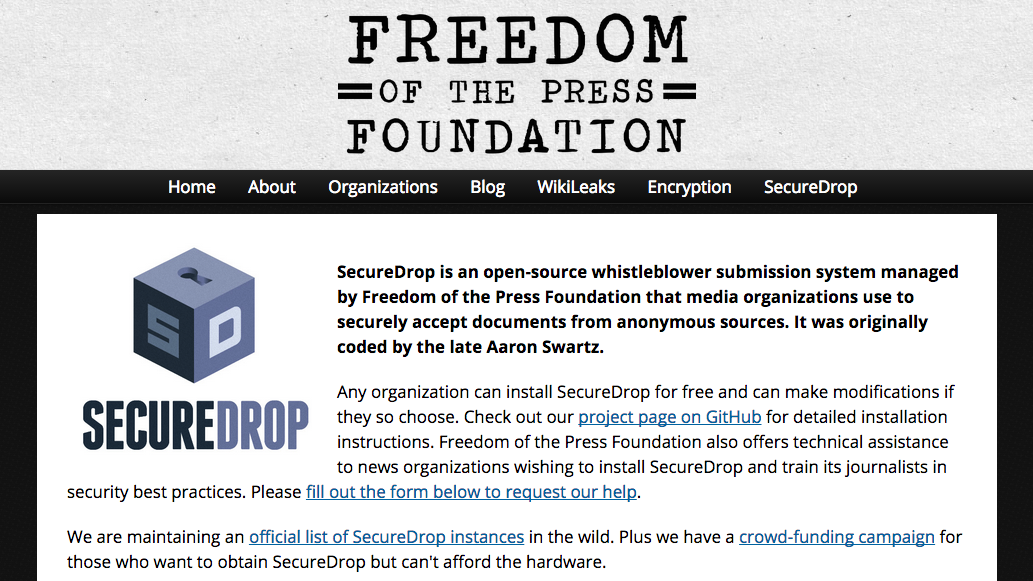 FREEDOM
OF THE PRESS
FOUNDATION
Home About Organizations Blog WikiLeaks Encryption SecureDrop
S D
SECUREDROP
SecureDrop is an open-source whistleblower submission system managed
by Freedom of the Press Foundation that media organizations use to
securely accept documents from anonymous sources. It was originally
coded by the late Aaron Swartz.
Any organization can install SecureDrop for free and can make modifications if
they so choose. Check out our project page on GitHub for detailed installation
instructions. Freedom of the Press Foundation also offers technical assistance
to news organizations wishing to install SecureDrop and train its journalists in
security best practices. Please fill out the form below to request our help.
We are maintaining an official list of SecureDrop instances in the wild. Plus we have a crowd-funding campaign for
those who want to obtain SecureDrop but can't afford the hardware.